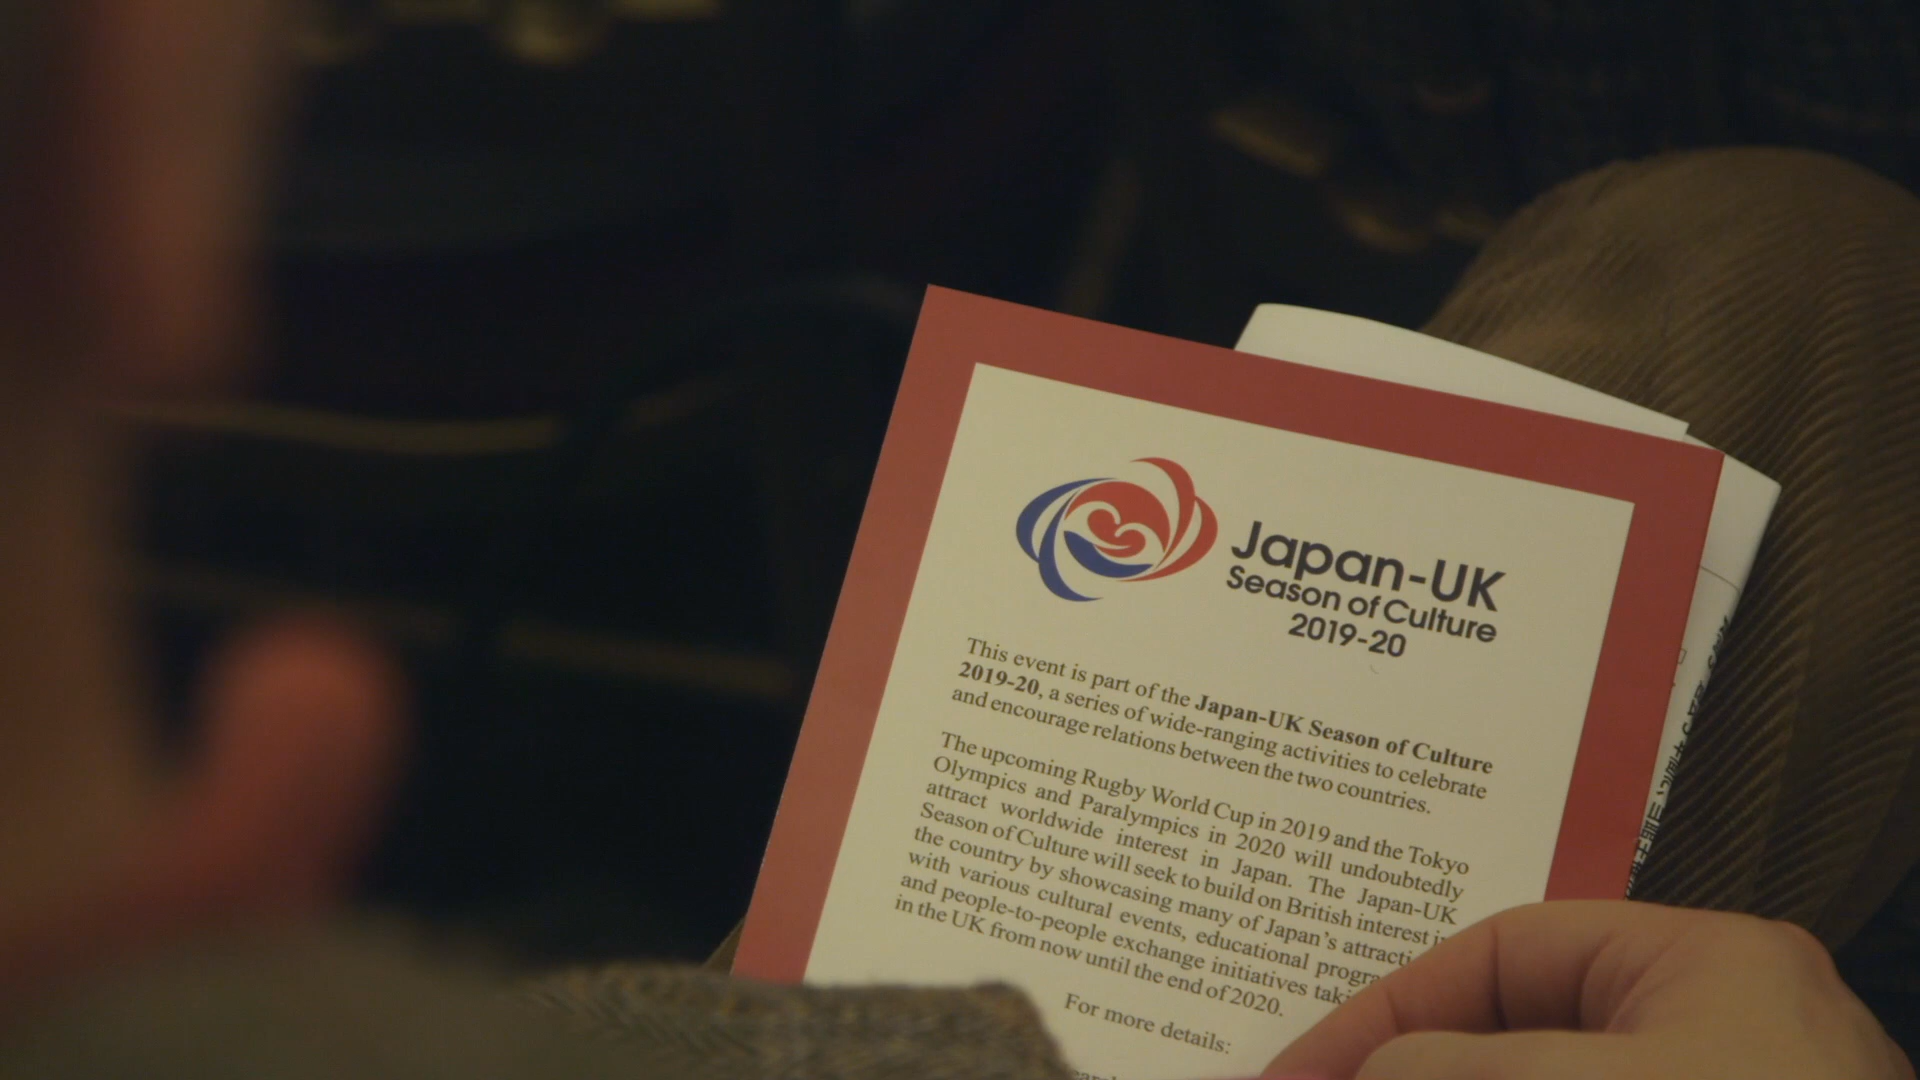 Japan-UK
Season of Culture
2019-20
This event is part of the Japan-UK Season of Culture
2019-20, a series of wide-ranging activities to celebrate
and encourage relations between the two countries.
The upcoming Rugby World Cup in 2019 and the Tokyo
Olympics and Paralympics in 2020 will undoubtedly
attract worldwide interest in Japan. The Japan-UK
Season of Culture will seek to build on British interest
the country by showcasing many of Japan's
with various cultural events, educational
and people-to-people exchange initiatives
in the UK from now until the end of 2020.
For more details: